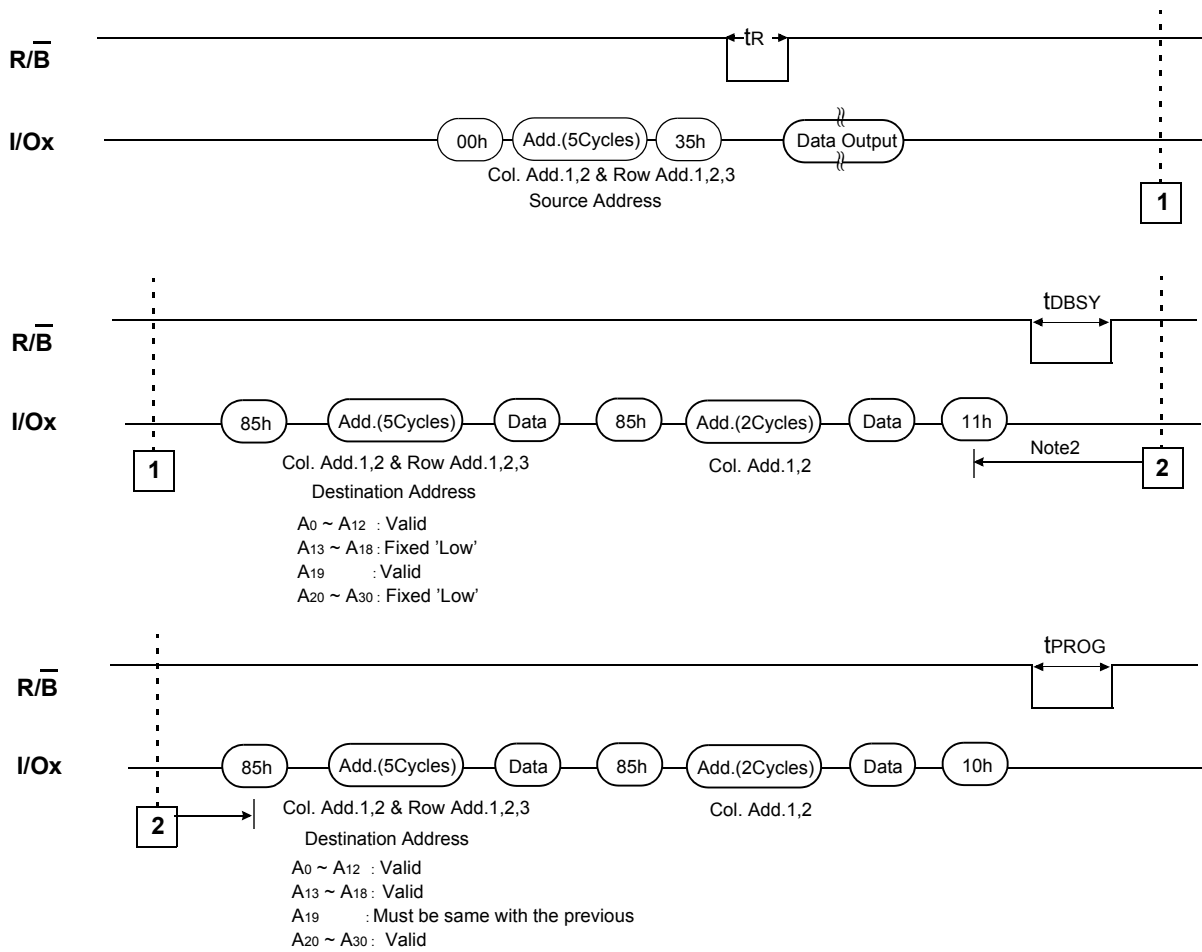 tR
R/B
I/Ox
00h Add.(5Cycles) 35h Data Output
Col. Add.1,2 & Row Add.1,2,3
Source Address
1
tDBSY
R/B
I/Ox
85h Add.(5Cycles) Data 85h Add.(2Cycles) Data 11h
Note2
1
Col. Add.1,2 & Row Add.1,2,3 Col. Add.1,2
2
Destination Address
A0 ~ A12 : Valid
A13 ~ A18 : Fixed 'Low'
A19 : Valid
A20 ~ A30 : Fixed 'Low'
tPROG
R/B
I/Ox
85h Add.(5Cycles) Data 85h Add.(2Cycles) Data 10h
2
Col. Add.1,2 & Row Add.1,2,3 Col. Add.1,2
Destination Address
A0 ~ A12 : Valid
A13 ~ A18 : Valid
A19 : Must be same with the previous
A20 ~ A30 : Valid